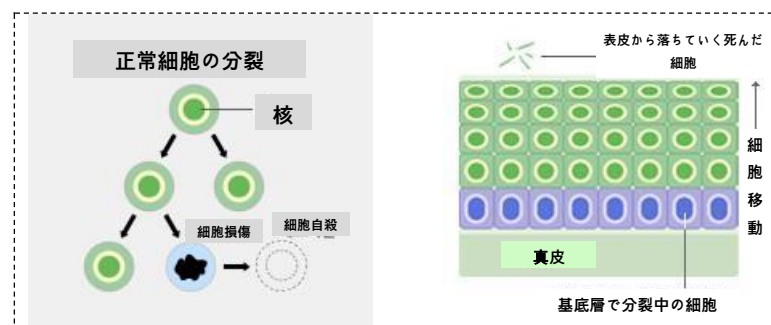 正常細胞の分裂
核
細胞損傷
細胞自殺
表皮から落ちていく死んだ
細胞
細胞移動
真皮
基底層で分裂中の細胞